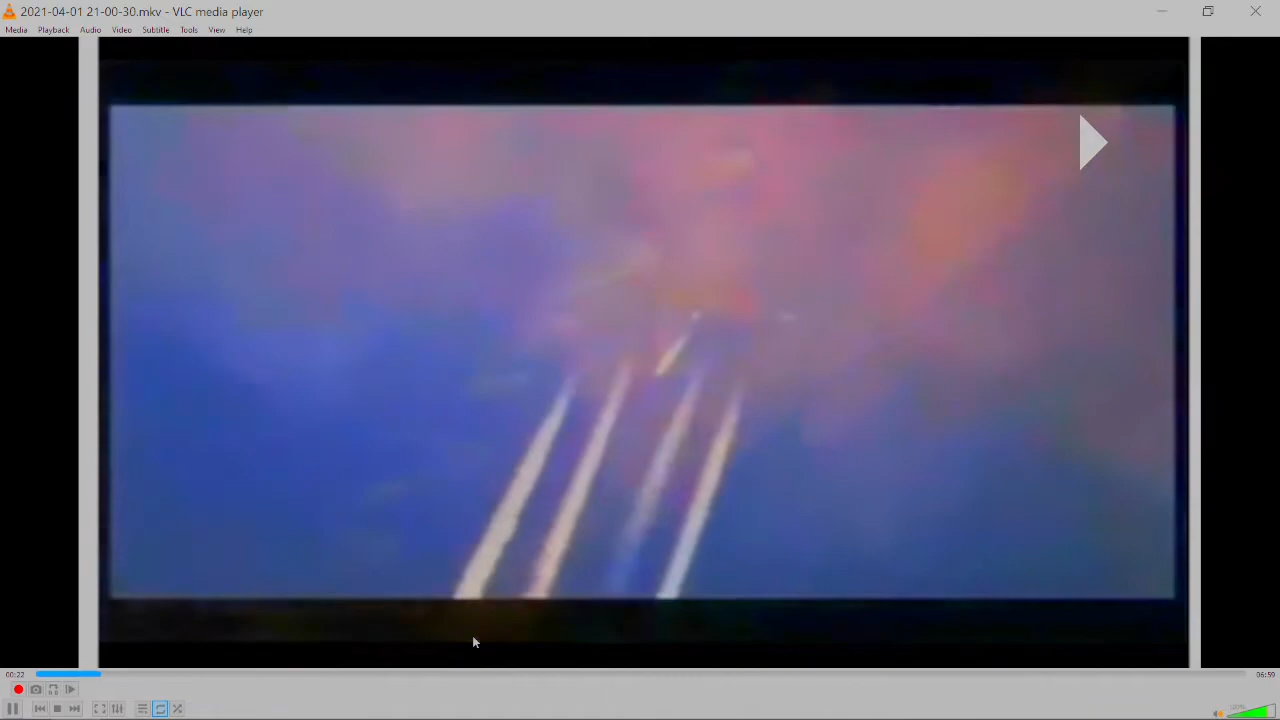 2021-04-01 21-00-30.mkv - VLC media player
Media Playback Audio Video Subtitle Tools View Help
00:22 06:59
100%